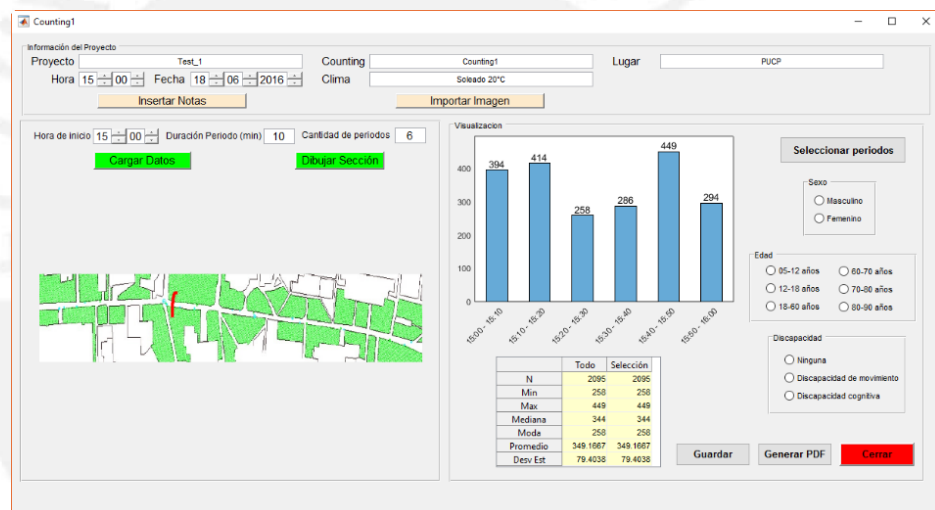 Counting1
Información del Proyecto
Proyecto Test_1 Counting Counting1 Lugar PUCP
Hora 15 00 Fecha 18 06 2016 Clima Soleado 20°C
Insertar Notas Importar Imagen
Hora de inicio 15 00 Duración Periodo (min) 10 Cantidad de periodos 6
Cargar Datos Dibujar Sección
Visualizacion
400
300
200
100
0
394 414 258 286 449 294
15:00 - 15:10 15:10 - 15:20 15:20 - 15:30 15:30 - 15:40 15:40 - 15:50 15:50 - 16:00
Todo Selección
N 2095 2095
Min 258 258
Max 449 449
Mediana 344 344
Moda 258 258
Promedio 349.1667 349.1667
Desv Est 79.4038 79.4038
Seleccionar periodos
Sexo
Masculino
Femenino
Edad
05-12 años 60-70 años
12-18 años 70-80 años
18-60 años 80-90 años
Discapacidad
Ninguna
Discapacidad de movimiento
Discapacidad cognitiva
Guardar Generar PDF Cerrar